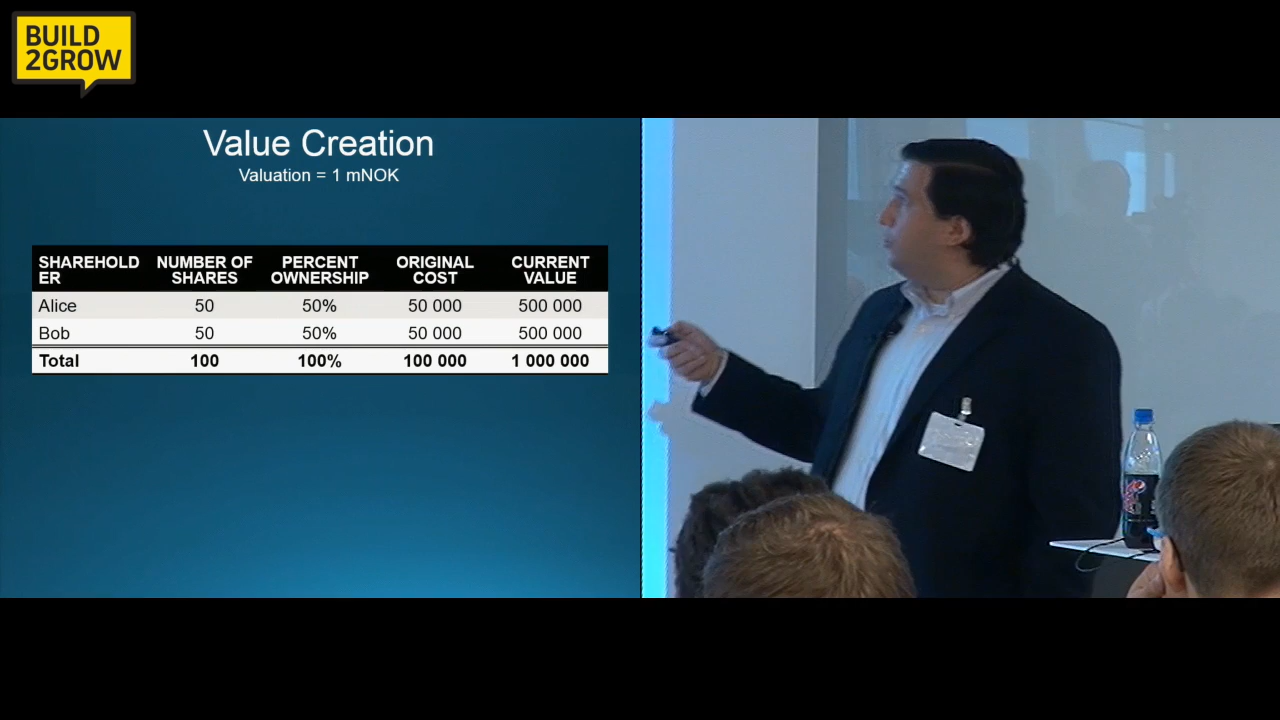 BUILD
2GROW
Value Creation
Valuation = 1 mNOK
SHAREHOLD
ER
NUMBER OF
SHARES
PERCENT
OWNERSHIP
ORIGINAL
COST
CURRENT
VALUE
Alice 50 50% 50 000 500 000
Bob 50 50% 50 000 500 000
Total 100 100% 100 000 1 000 000